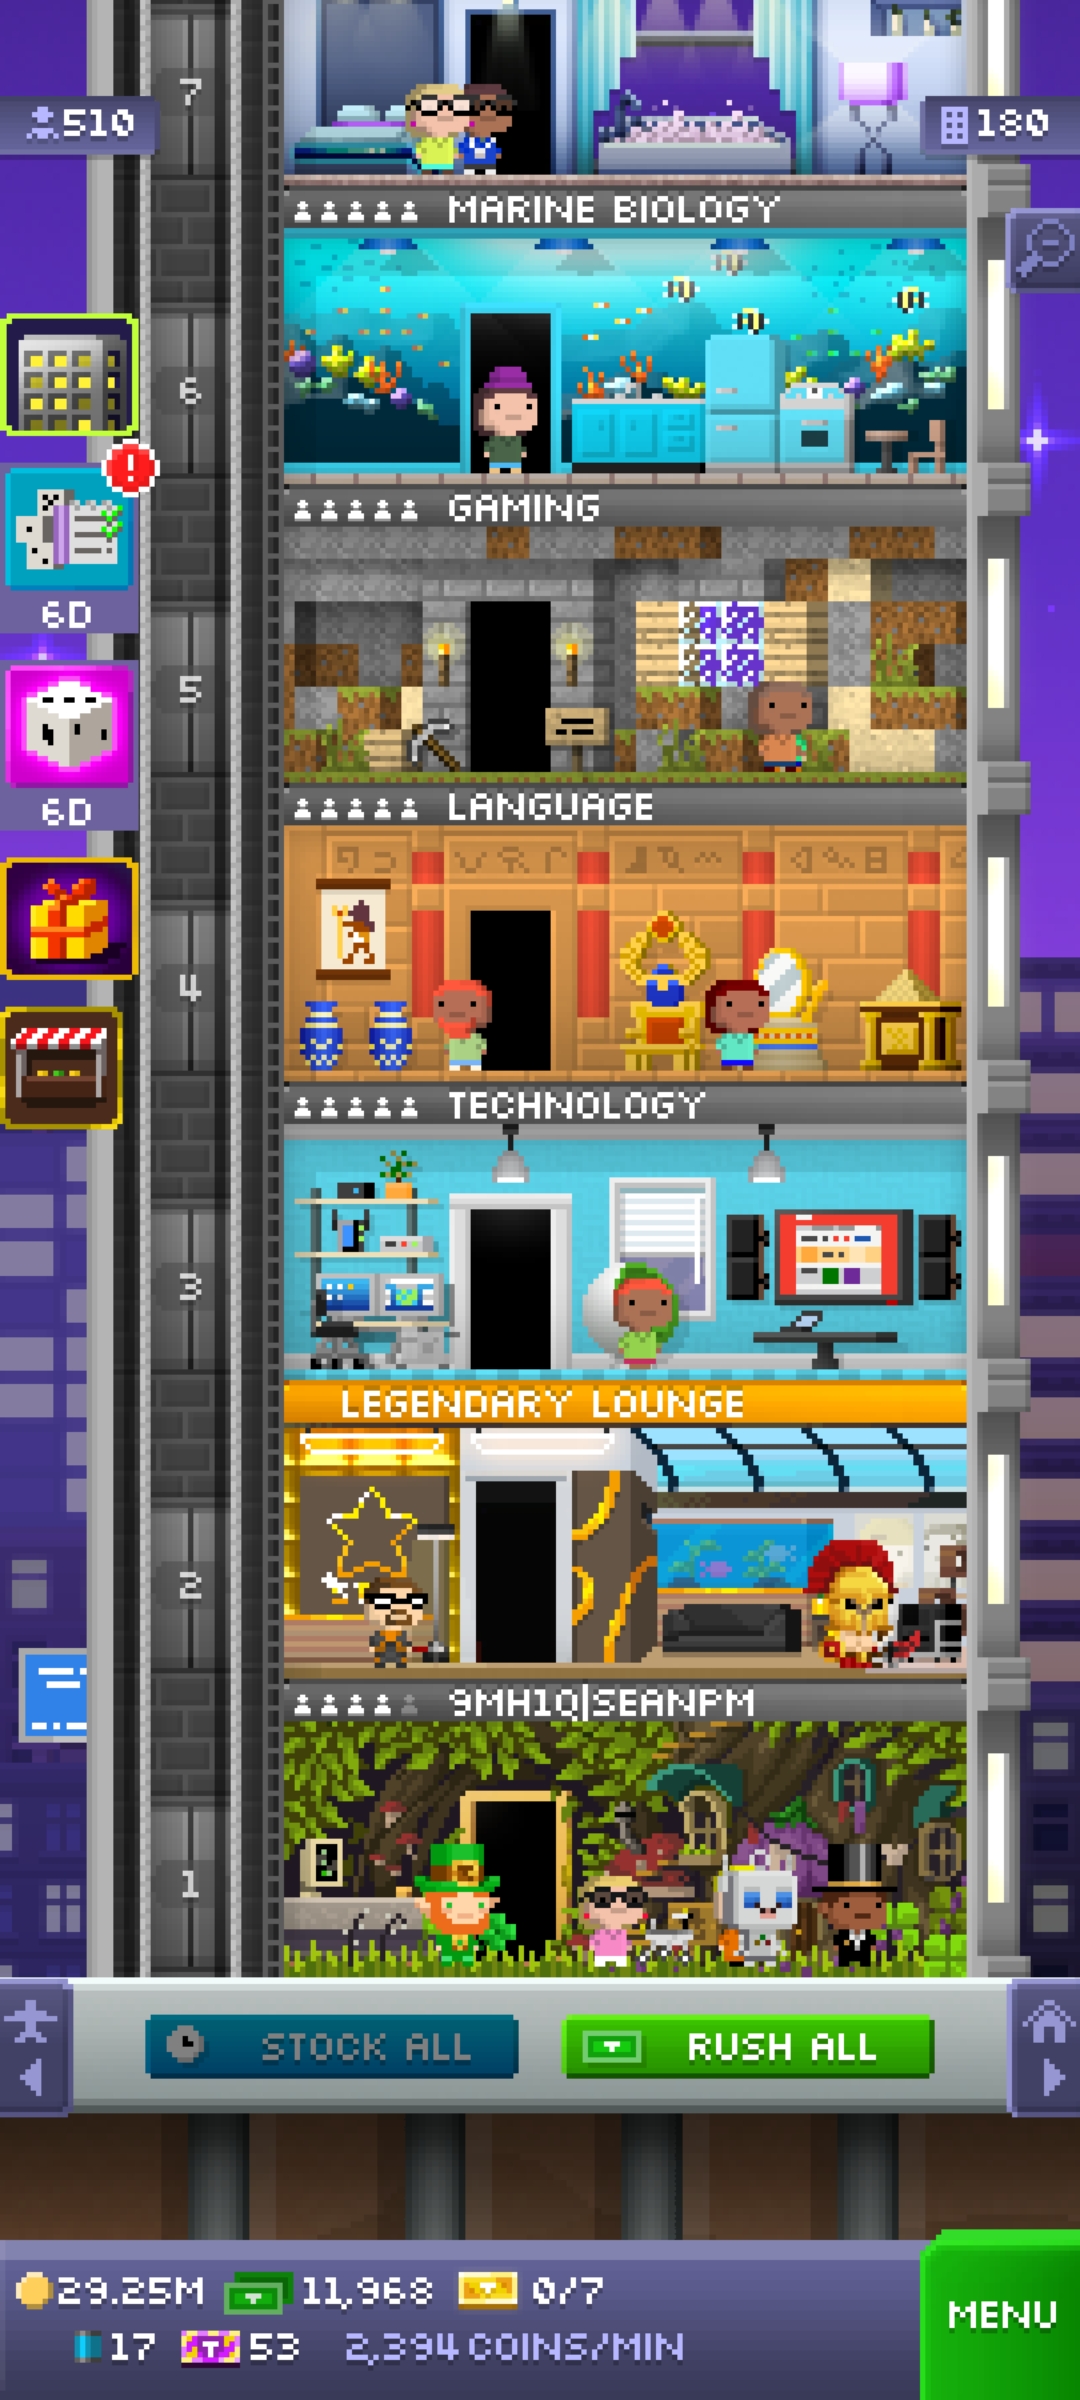 7
510
180
MARINE BIOLOGY
6
GAMING
6D
5
6D
LANGUAGE
4
TECHNOLOGY
3
LEGENDARY LOUNGE
2
9MH1Q|SEANPM
1
STOCK ALL
RUSH ALL
29.25M
11,968
0/7
MENU
17
53
2,394 COINS/MIN